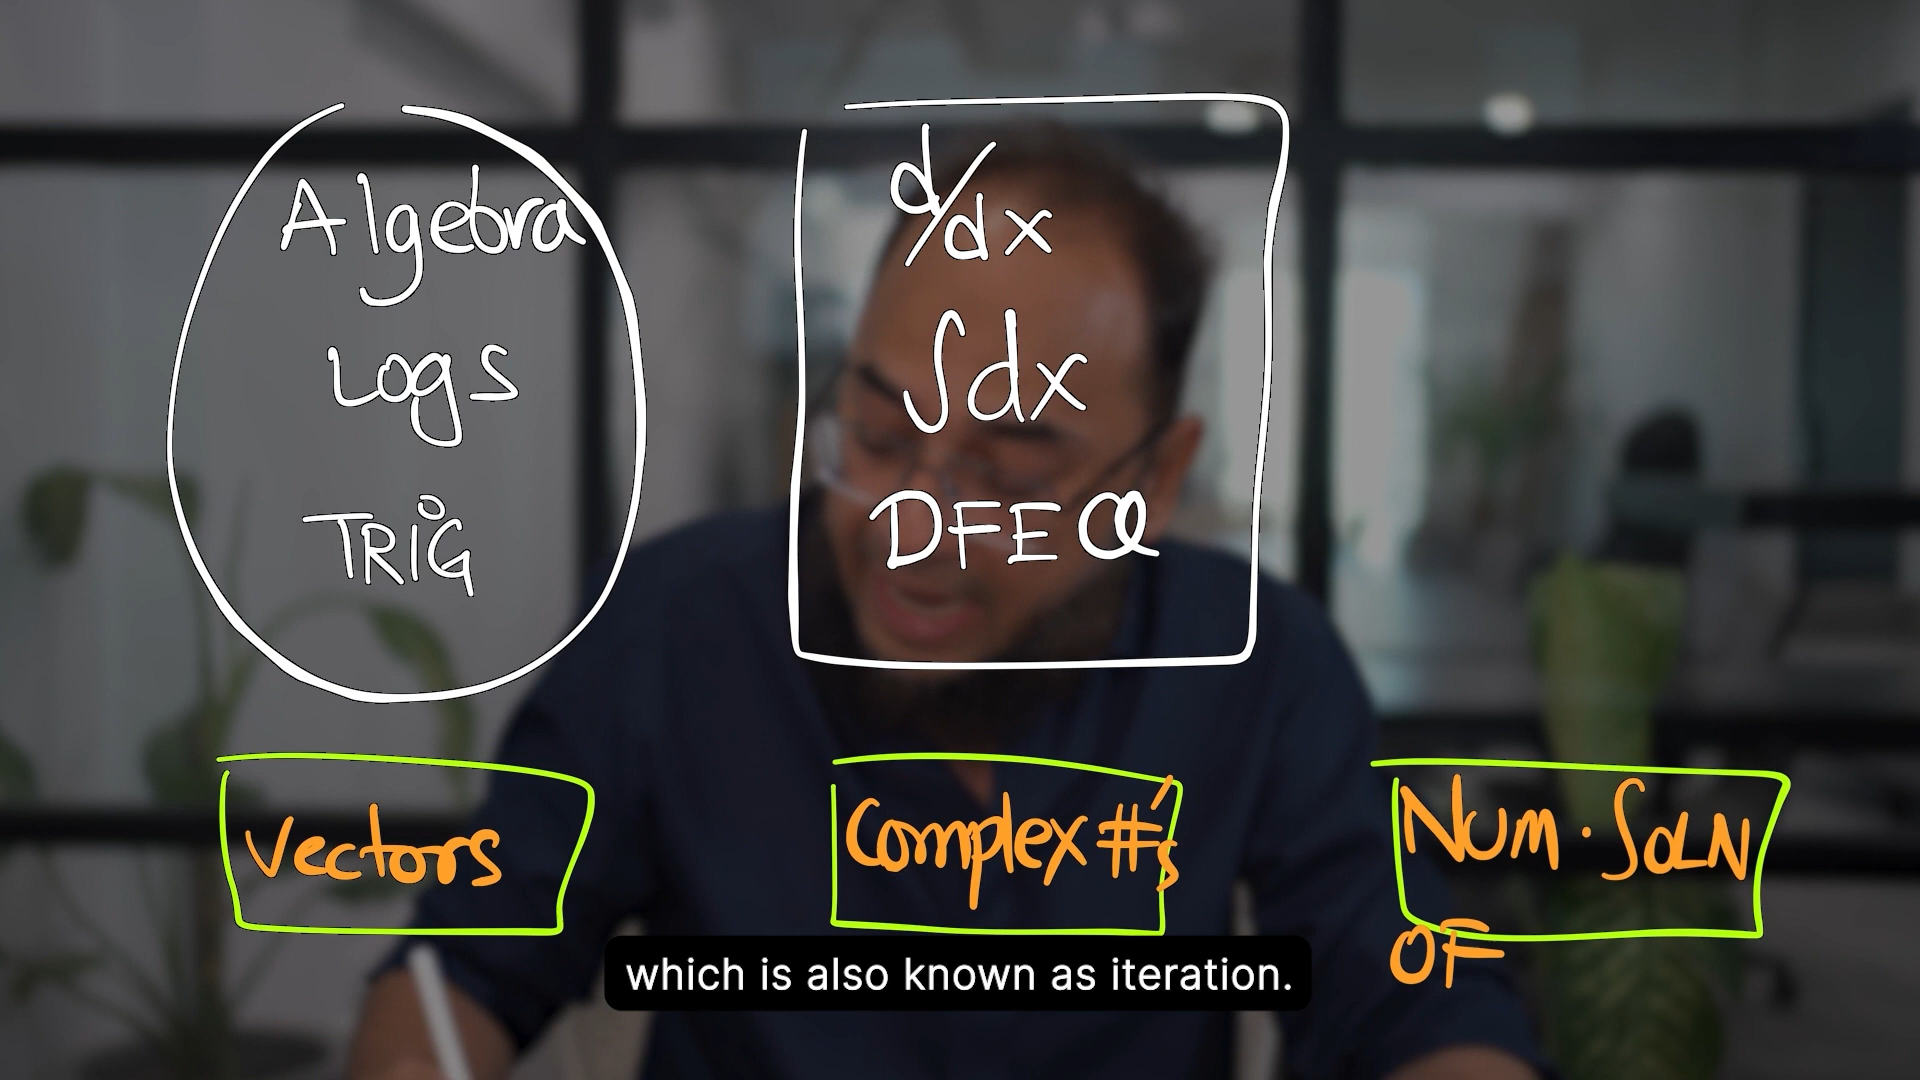 Algebra
Logs
TRIG
d/dx
∫dx
DFEQ
Vectors
Complex #'s
NUM. SOLN
OF
which is also known as iteration.